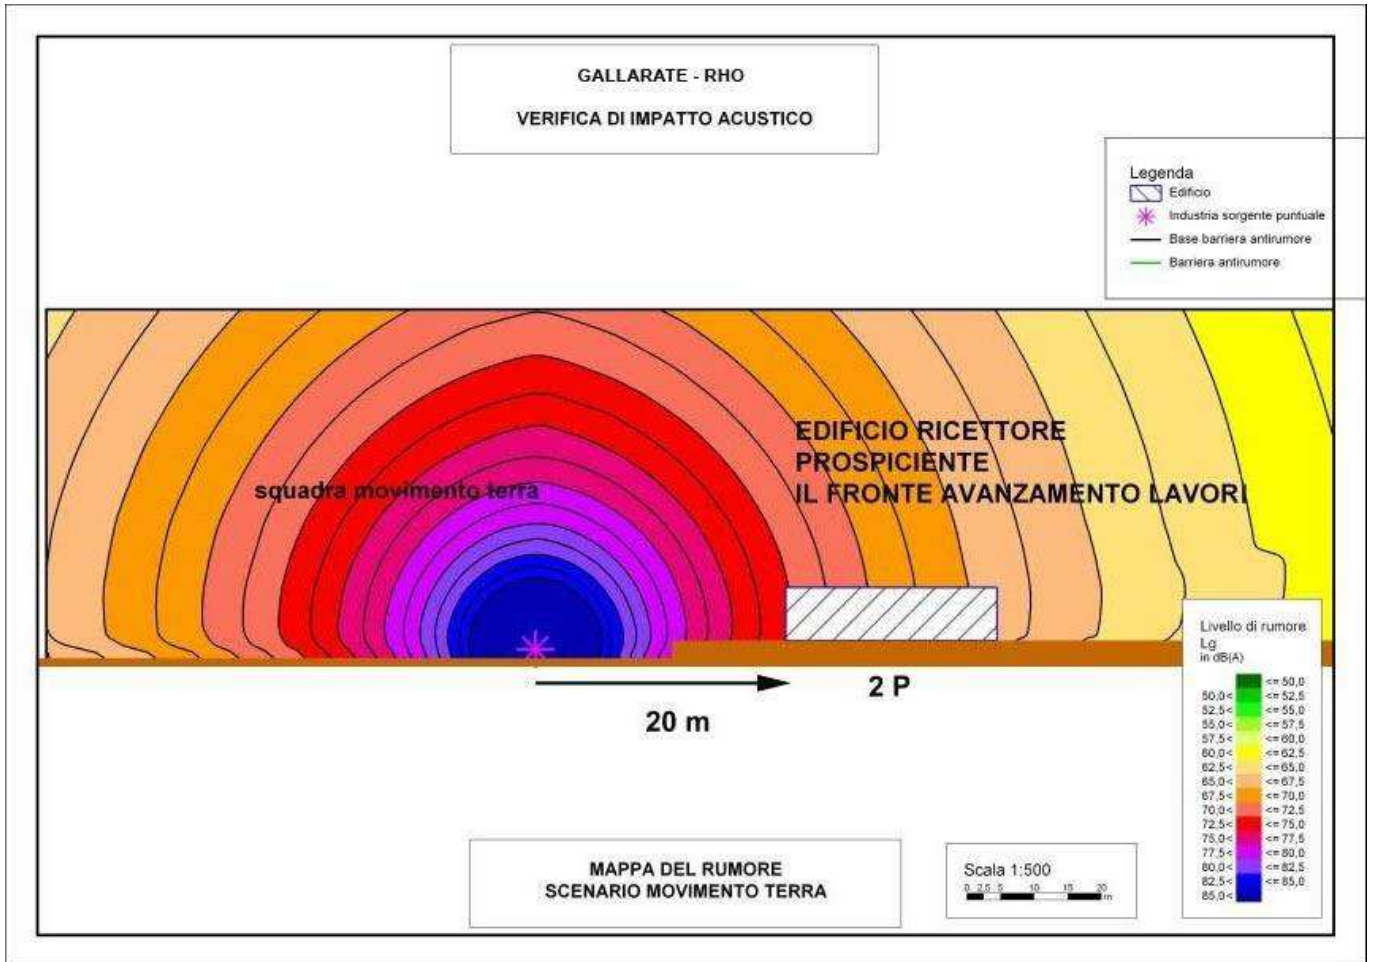 GALLARATE - RHO
VERIFICA DI IMPATTO ACUSTICO
Legenda
Edificio
Industria sorgente puntuale
Base barriera antirumore
Barriera antirumore
EDIFICIO RICETTORE
PROSPICIENTE
IL FRONTE AVANZAMENTO LAVORI
squadra movimento terra
2 P
20 m
Livello di rumore
Lg
in dB(A)
<= 50,0
50,0< <= 52,5
52,5< <= 55,0
55,0< <= 57,5
57,5< <= 60,0
60,0< <= 62,5
62,5< <= 65,0
65,0< <= 67,5
67,5< <= 70,0
70,0< <= 72,5
72,5< <= 75,0
75,0< <= 77,5
77,5< <= 80,0
80,0< <= 82,5
82,5< <= 85,0
85,0<
MAPPA DEL RUMORE
SCENARIO MOVIMENTO TERRA
Scala 1:500
0 2,5 5 10 15 20
m